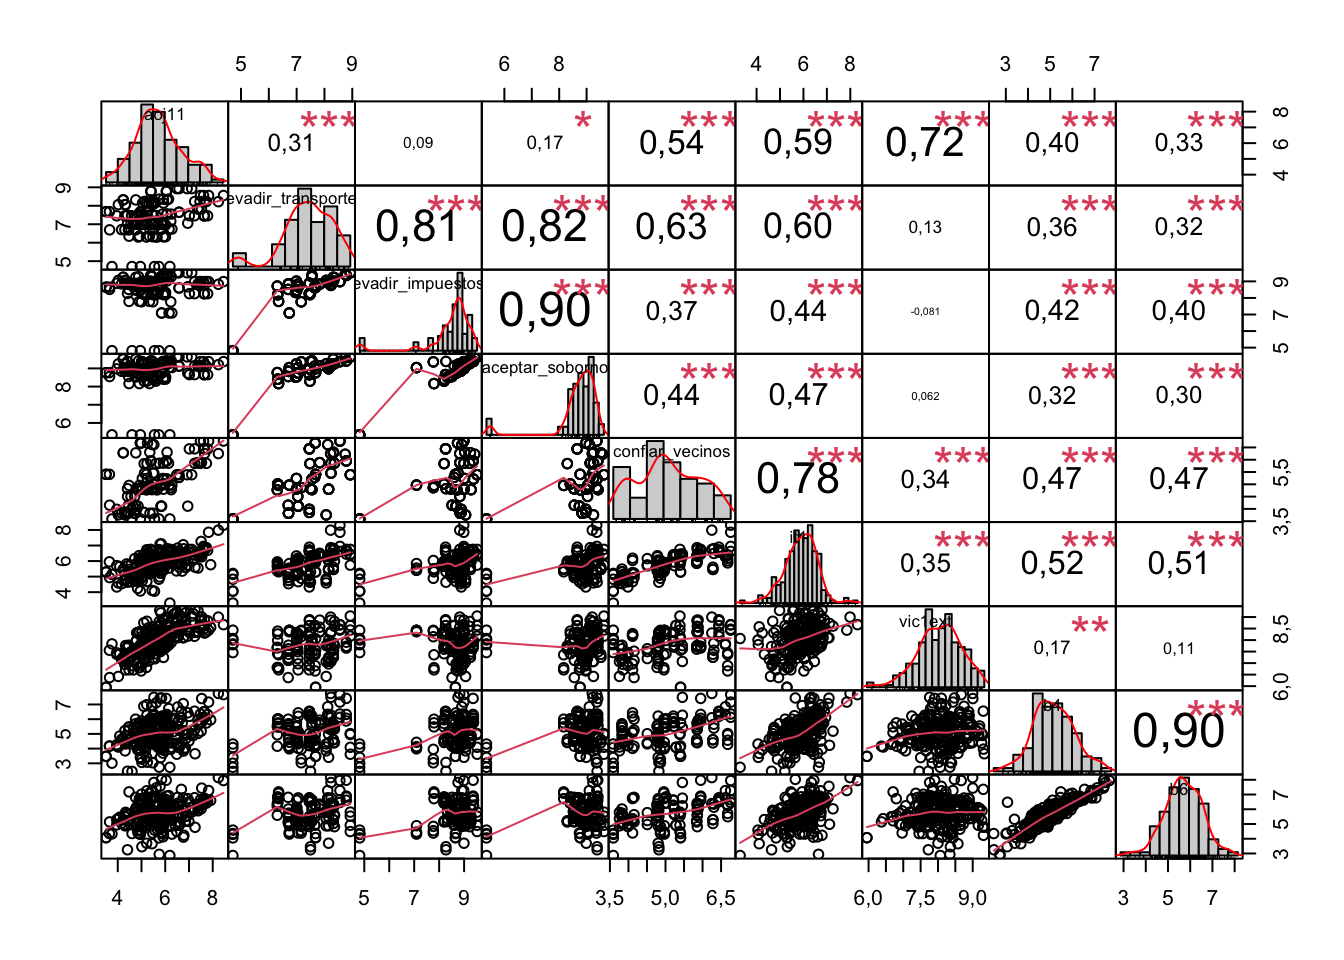 5 7 9 6 8 4 6 8 3 5 7
aoj11 *** * *** *** *** *** *** 8
0,31 0,09 0,17 0,54 0,59 0,72 0,40 0,33 6
4
9 evadir_transporte *** *** *** *** *** ***
7 0,81 0,82 0,63 0,60 0,13 0,36 0,32
5
evadir_impuestos *** *** *** *** *** 9
0,90 0,37 0,44 -0,081 0,42 0,40 7
5
8 aceptar_soborno *** *** *** ***
0,44 0,47 0,062 0,32 0,30
6
confiar_vecinos *** *** *** ***
0,78 0,34 0,47 0,47 5,5
3,5
8 *** *** ***
6 0,35 0,52 0,51
4
vic1ext ** 8,5
0,17 0,11
6,0
7 ***
5 0,90
3
7
5
3
4 6 8 5 7 9 3,5 5,0 6,5 6,0 7,5 9,0 3 5 7